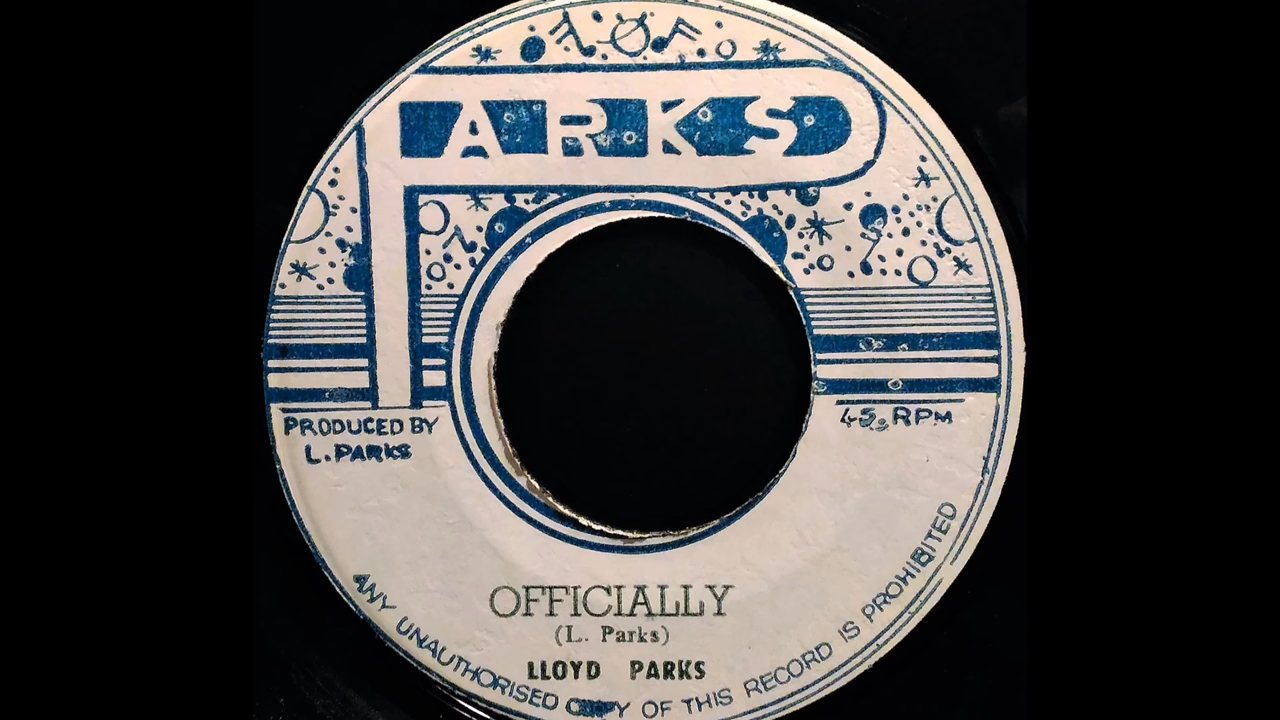 PARKS
PRODUCED BY
L. PARKS
45 RPM
OFFICIALLY
(L. Parks)
LLOYD PARKS
ANY UNAUTHORISED COPY OF THIS RECORD IS PROHIBITED